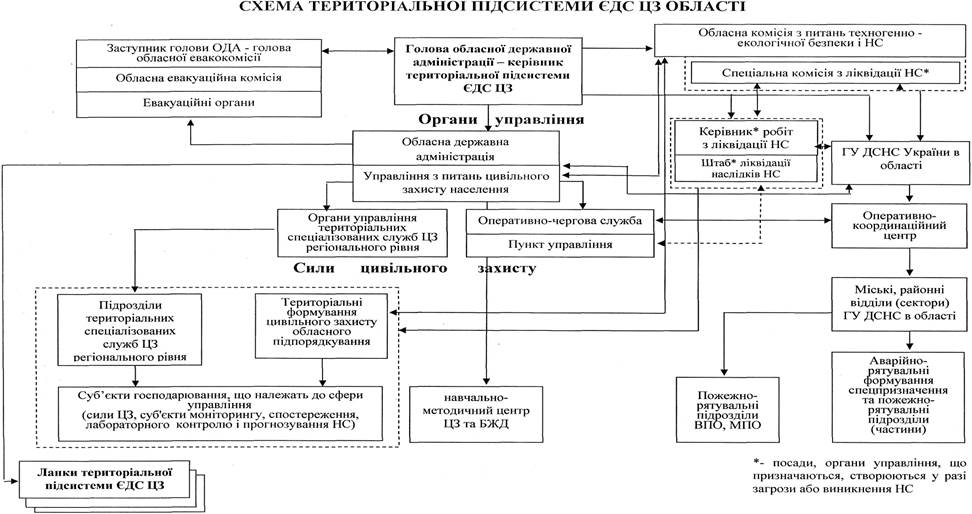 СХЕМА ТЕРИТОРІАЛЬНОЇ ПІДСИСТЕМИ ЄДС ЦЗ ОБЛАСТІ
Заступник голови ОДА - голова
обласної евакокомісії
Обласна евакуаційна комісія
Евакуаційні органи
Голова обласної державної
адміністрації – керівник
територіальної підсистеми
ЄДС ЦЗ
Обласна комісія з питань техногенно -
екологічної безпеки і НС
Спеціальна комісія з ліквідації НС*
Органи управління
Обласна державна
адміністрація
Управління з питань цивільного
захисту населення
Керівник* робіт
з ліквідації НС
Штаб* ліквідації
наслідків НС
ГУ ДСНС України в
області
Органи управління
територіальних
спеціалізованих служб ЦЗ
регіонального рівня
Оперативно-чергова служба
Пункт управління
Оперативно-
координаційний
центр
Сили цивільного захисту
Підрозділи
територіальних
спеціалізованих
служб ЦЗ
регіонального рівня
Територіальні
формування
цивільного захисту
обласного
підпорядкування
Міські, районні
відділи (сектори)
ГУ ДСНС в області
Суб’єкти господарювання, що належать до сфери
управління
(сили ЦЗ, суб'єкти моніторингу, спостереження,
лабораторного контролю і прогнозування НС)
навчально-
методичний центр
ЦЗ та БЖД
Пожежно-
рятувальні
підрозділи
ВПО, МПО
Аварійно-
рятувальні
формування
спецпризначення
та пожежно-
рятувальні
підрозділи
(частини)
Ланки територіальної
підсистеми ЄДС ЦЗ
*- посади, органи управління, що
призначаються, створюються у разі
загрози або виникнення НС